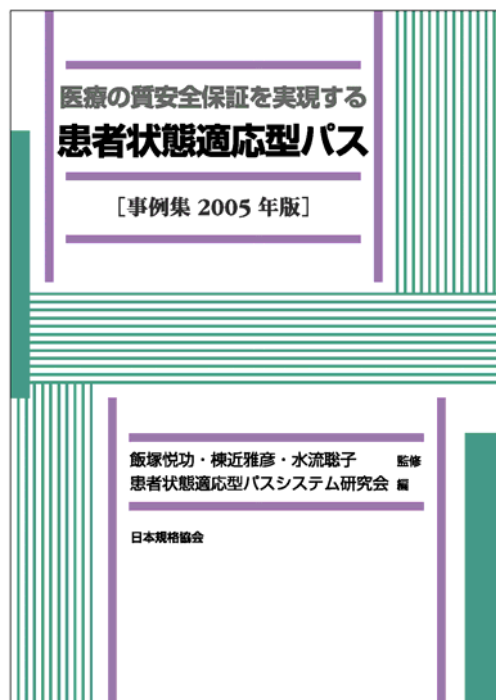 医療の質安全保証を実現する
患者状態適応型パス
[事例集 2005 年版]
飯塚悦功・棟近雅彦・水流聡子 監修
患者状態適応型パスシステム研究会 編
日本規格協会